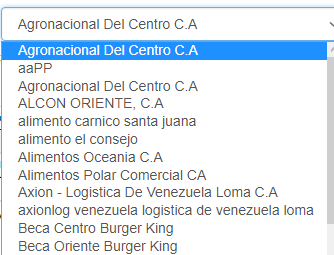 Agronacional Del Centro C.A
Agronacional Del Centro C.A
aaPP
Agronacional Del Centro C.A
ALCON ORIENTE, C.A
alimento carnico santa juana
alimento el consejo
Alimentos Oceania C.A
Alimentos Polar Comercial CA
Axion - Logistica De Venezuela Loma C.A
axionlog venezuela logistica de venezuela loma
Beca Centro Burger King
Beca Oriente Burger King